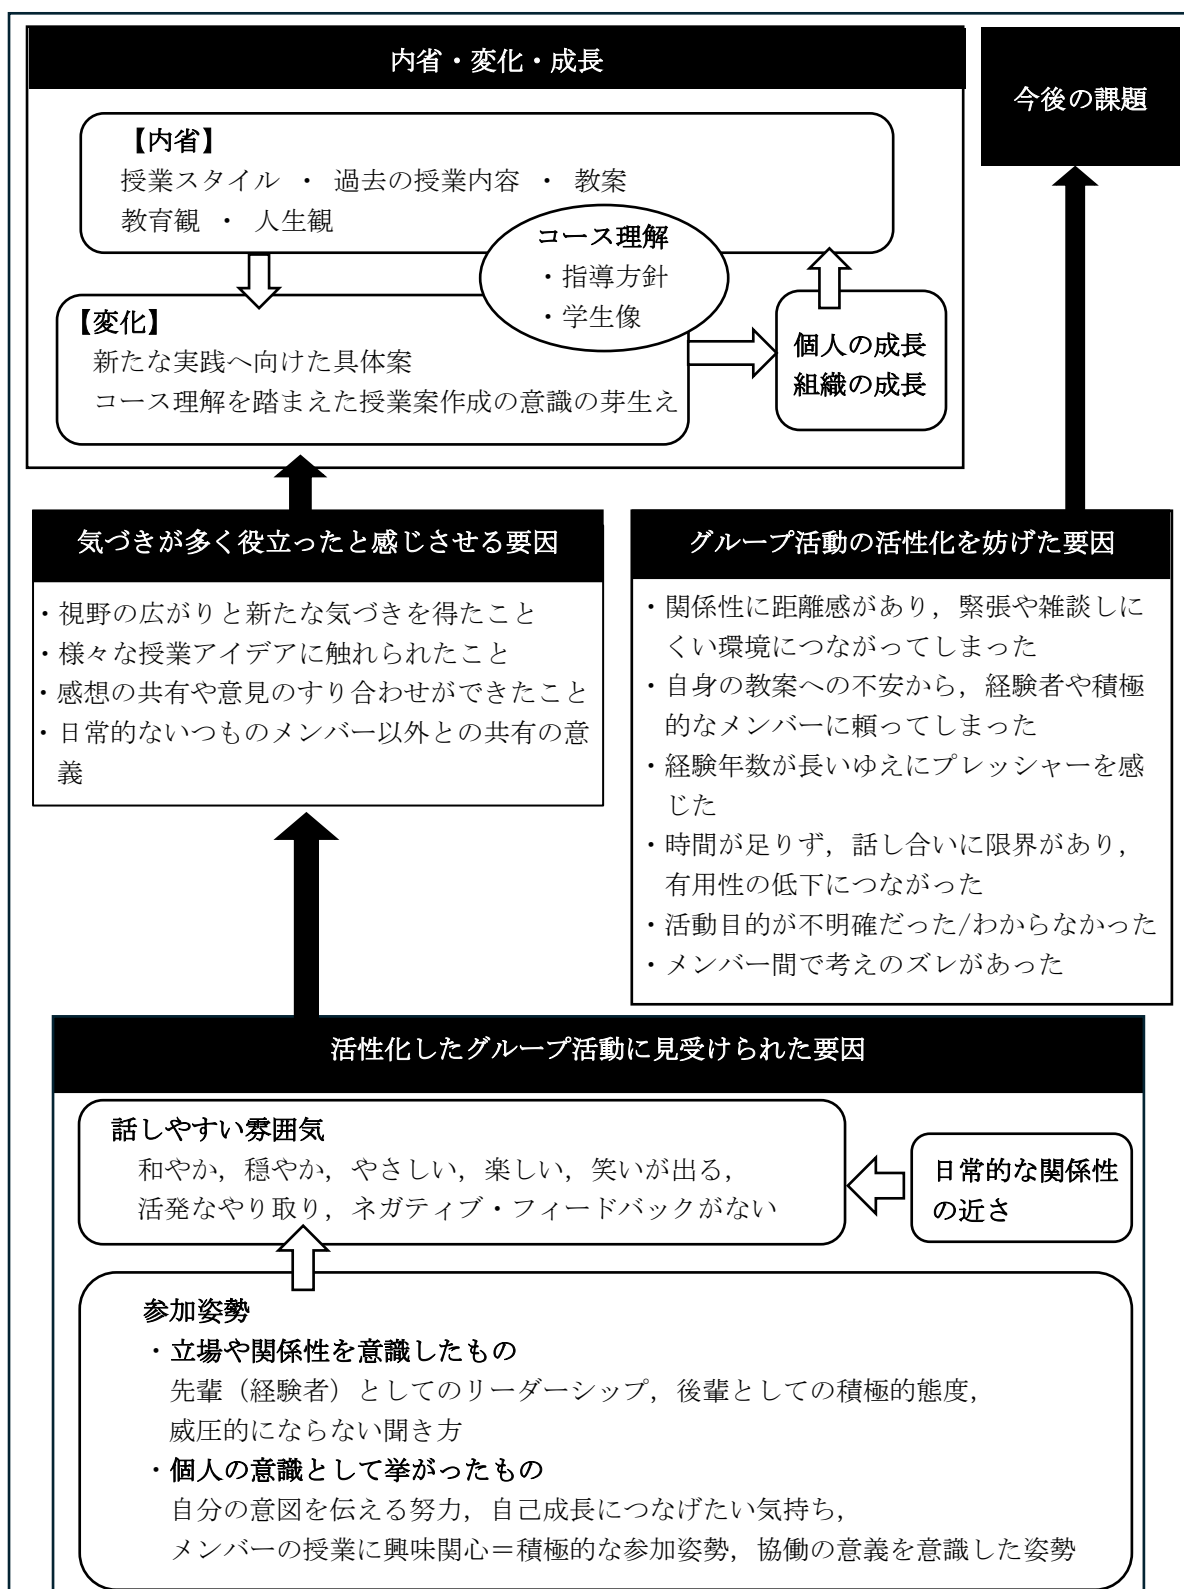 内省・変化・成長
今後の課題
【内省】
授業スタイル ・ 過去の授業内容 ・ 教案
教育観 ・ 人生観
コース理解
・指導方針
・学生像
【変化】
新たな実践へ向けた具体案
コース理解を踏まえた授業案作成の意識の芽生え
個人の成長
組織の成長
気づきが多く役立ったと感じさせる要因
・視野の広がりと新たな気づきを得たこと
・様々な授業アイデアに触れられたこと
・感想の共有や意見のすり合わせができたこと
・日常的ないつものメンバー以外との共有の意
義
グループ活動の活性化を妨げた要因
・関係性に距離感があり，緊張や雑談しに
くい環境につながってしまった
・自身の教案への不安から，経験者や積極
的なメンバーに頼ってしまった
・経験年数が長いゆえにプレッシャーを感
じた
・時間が足りず，話し合いに限界があり，
有用性の低下につながった
・活動目的が不明確だった/わからなかった
・メンバー間で考えのズレがあった
活性化したグループ活動に見受けられた要因
話しやすい雰囲気
和やか，穏やか，やさしい，楽しい，笑いが出る，
活発なやり取り，ネガティブ・フィードバックがない
日常的な関係性
の近さ
参加姿勢
・立場や関係性を意識したもの
先輩（経験者）としてのリーダーシップ，後輩としての積極的態度，
威圧的にならない聞き方
・個人の意識として挙がったもの
自分の意図を伝える努力，自己成長につなげたい気持ち，
メンバーの授業に興味関心＝積極的な参加姿勢，協働の意義を意識した姿勢